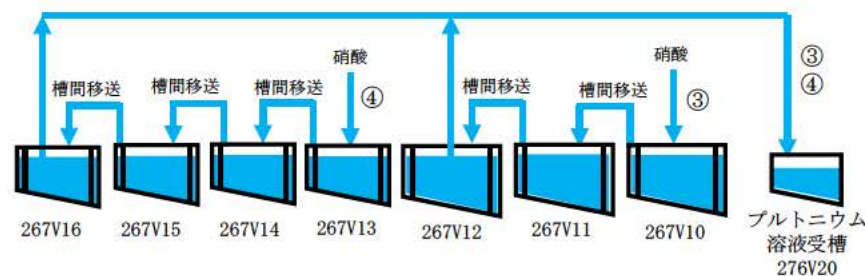 硝酸
硝酸
③
④
槽間移送
槽間移送
槽間移送
④
槽間移送
槽間移送
③
267V16
267V15
267V14
267V13
267V12
267V11
267V10
プルトニウム
溶液受槽
276V20